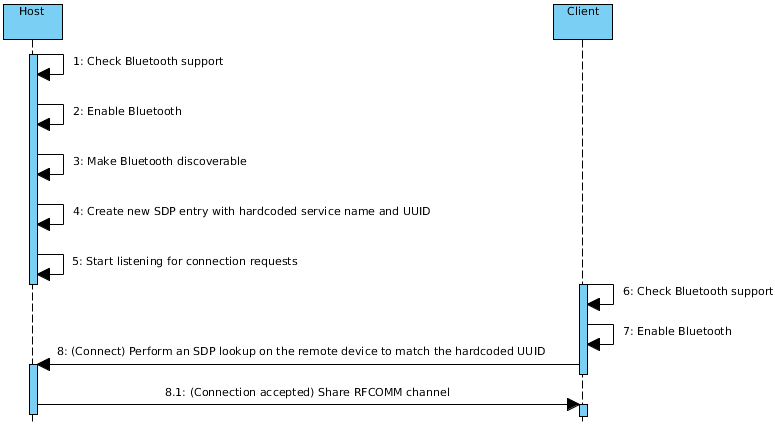 Host
Client
1: Check Bluetooth support
2: Enable Bluetooth
3: Make Bluetooth discoverable
4: Create new SDP entry with hardcoded service name and UUID
5: Start listening for connection requests
6: Check Bluetooth support
7: Enable Bluetooth
8: (Connect) Perform an SDP lookup on the remote device to match the hardcoded UUID
8.1: (Connection accepted) Share RFCOMM channel